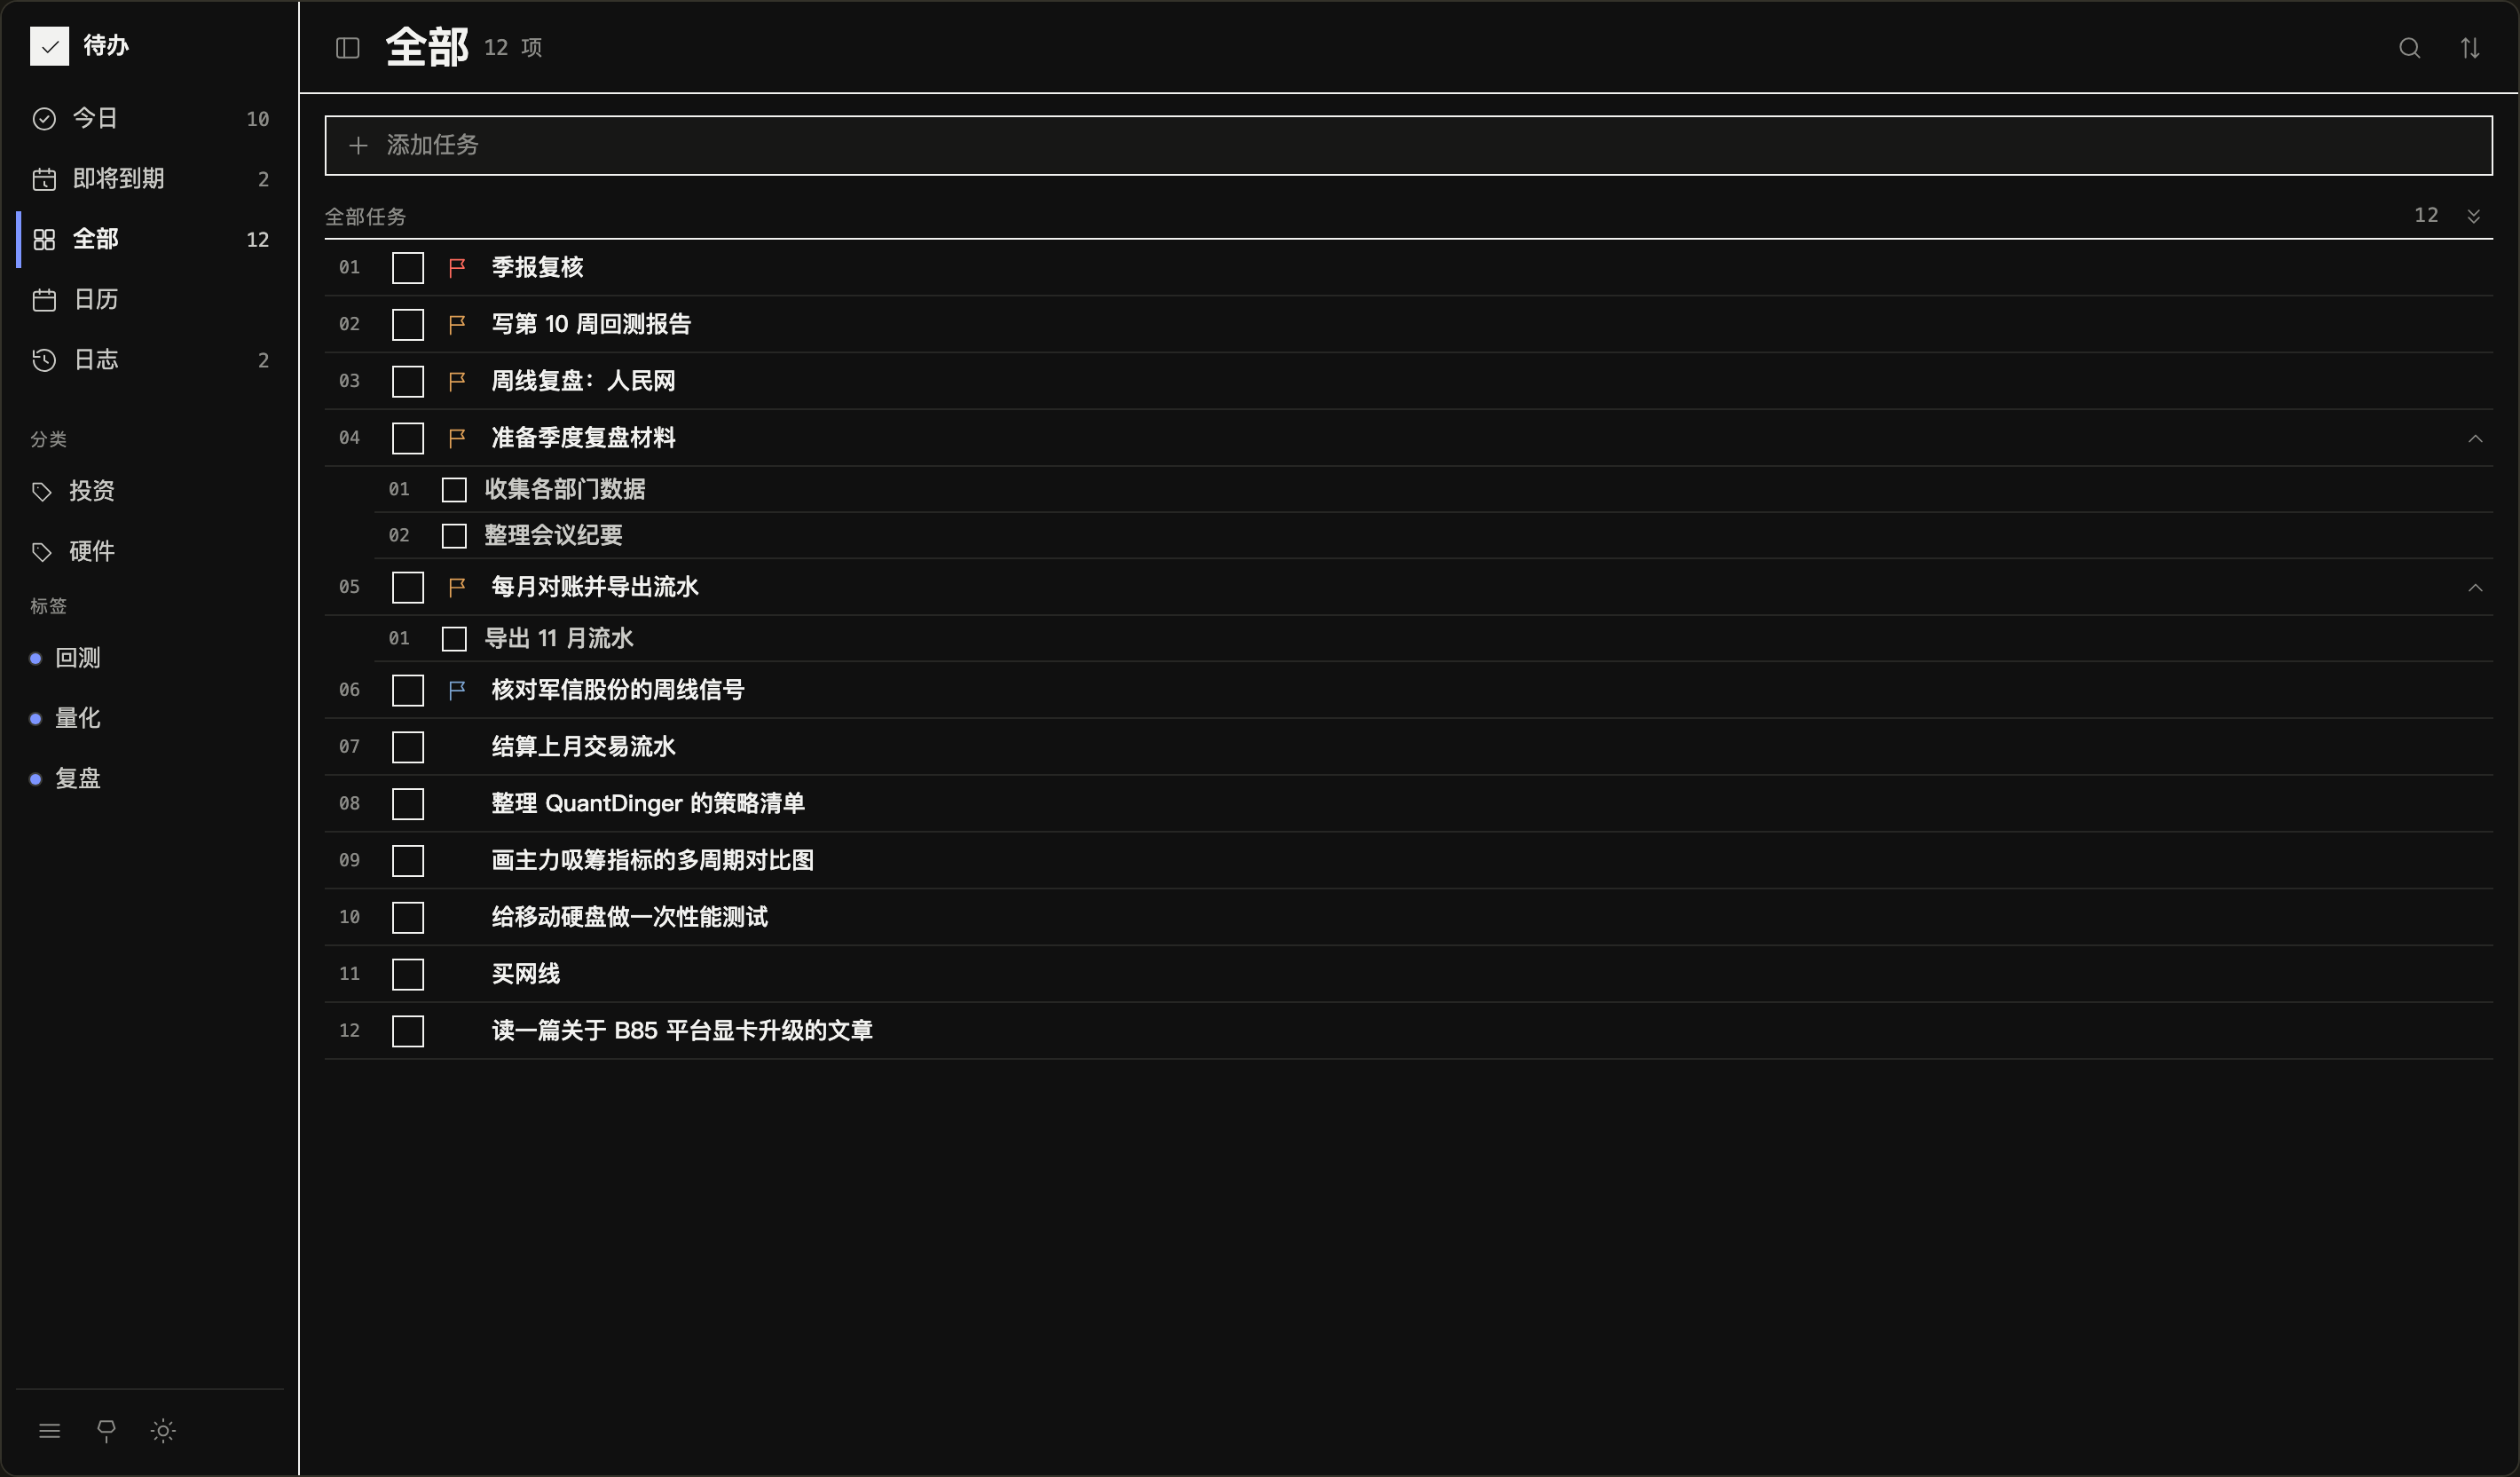 待办
今日 10
即将到期 2
全部 12
日历
日志 2
分类
投资
硬件
标签
回测
量化
复盘
全部 12 项
添加任务
全部任务 12
01 季报复核
02 写第 10 周回测报告
03 周线复盘：人民网
04 准备季度复盘材料
01 收集各部门数据
02 整理会议纪要
05 每月对账并导出流水
01 导出 11 月流水
06 核对军信股份的周线信号
07 结算上月交易流水
08 整理 QuantDinger 的策略清单
09 画主力吸筹指标的多周期对比图
10 给移动硬盘做一次性能测试
11 买网线
12 读一篇关于 B85 平台显卡升级的文章